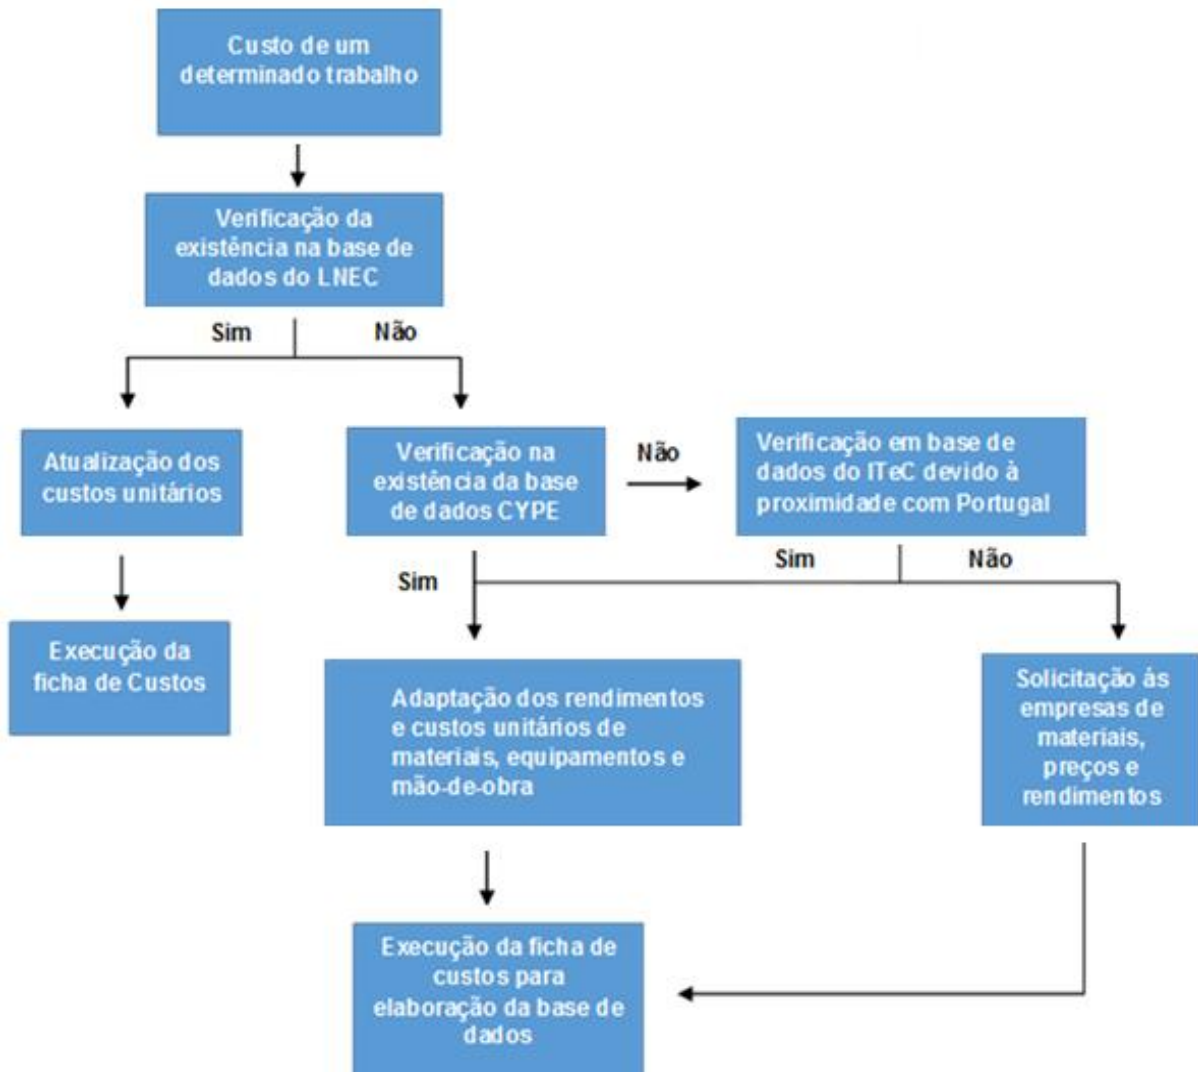 Custo de um
determinado trabalho
Verificação da
existência na base de
dados do LNEC
Sim
Não
Atualização dos
custos unitários
Verificação na
existência da base
de dados CYPE
Não
Verificação em base de
dados do ITeC devido à
proximidade com Portugal
Sim
Sim
Não
Execução da
ficha de Custos
Adaptação dos rendimentos
e custos unitários de
materiais, equipamentos e
mão-de-obra
Solicitação ás
empresas de
materiais,
preços e
rendimentos
Execução da ficha de
custos para
elaboração da base de
dados